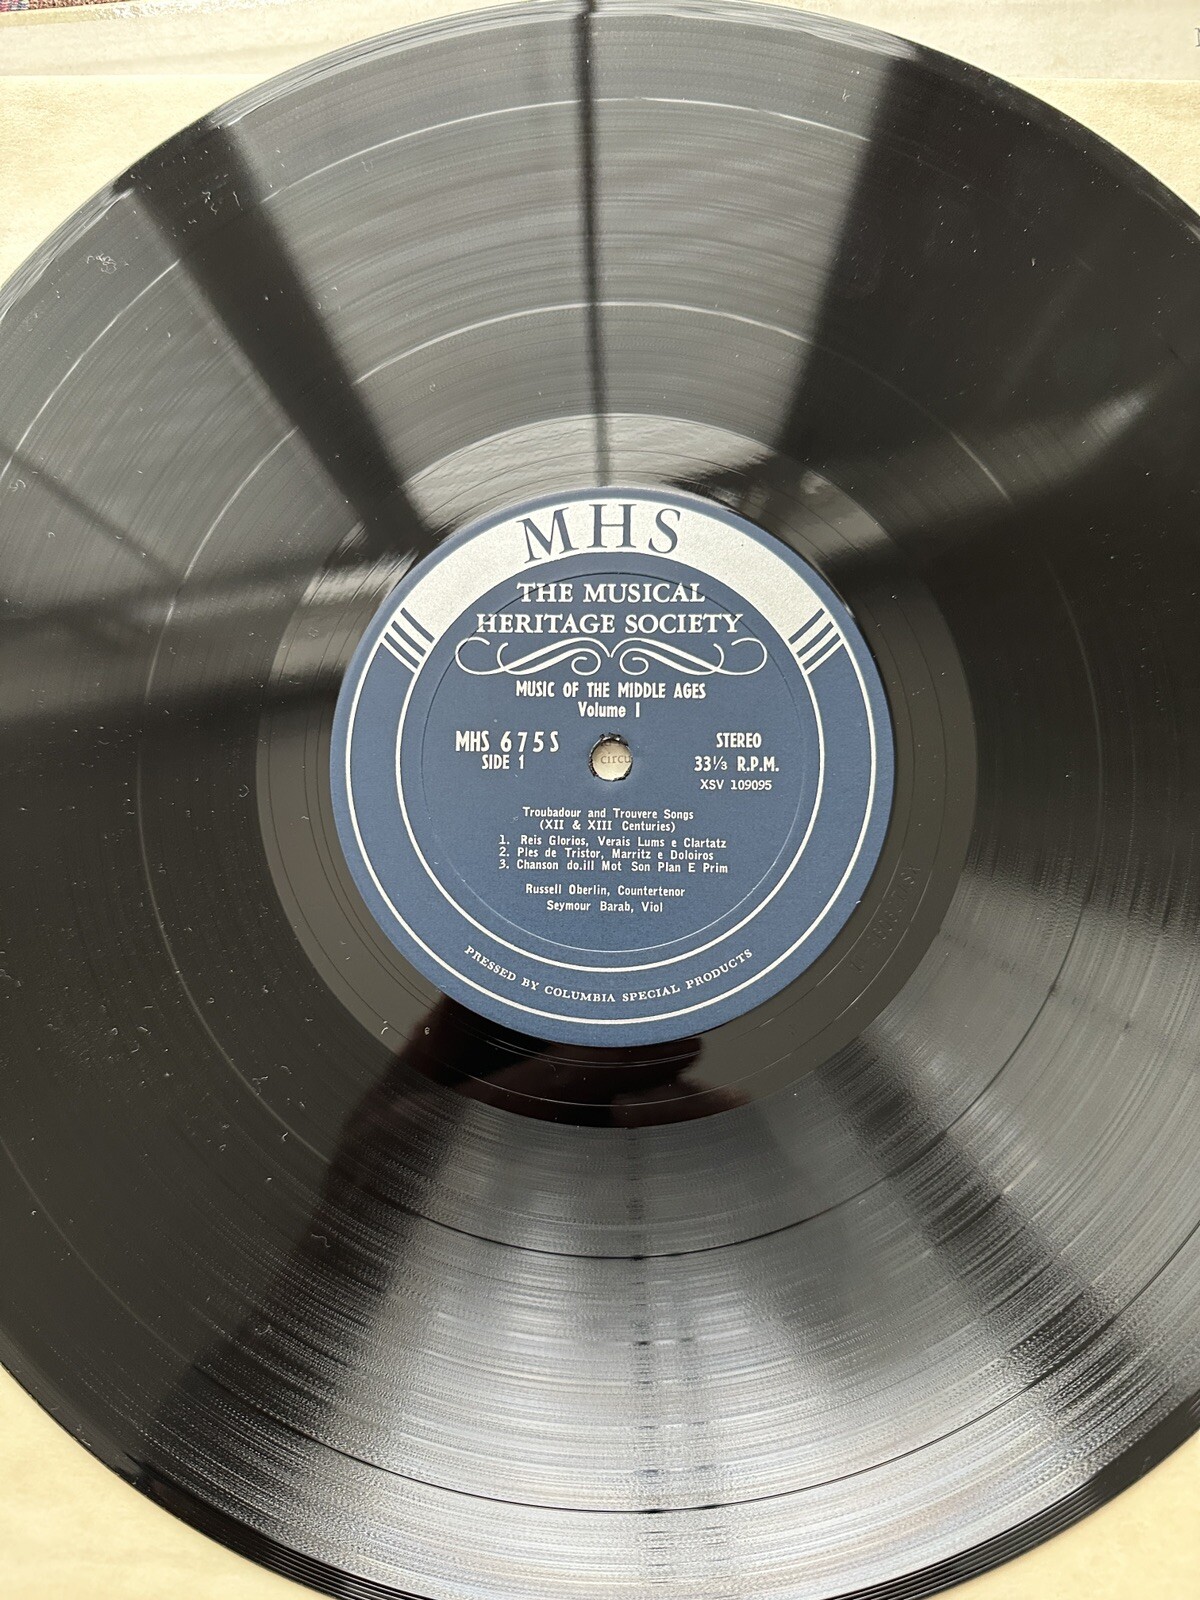 MHS
THE MUSICAL
HERITAGE SOCIETY
MUSIC OF THE MIDDLE AGES
Volume 1
MHS 675S
SIDE 1
circu
STEREO
33⅓ R.P.M.
XSV 109095
Troubadour and Trouvere Songs
(XII & XIII Centuries)
1. Reis Glorios, Verais Lums e Clartatz
2. Ples de Tristor, Marritz e Doloiros
3. Chanson do.ill Mot Son Plan E Prim
Russell Oberlin, Countertenor
Seymour Barab, Viol
PRESSED BY COLUMBIA SPECIAL PRODUCTS